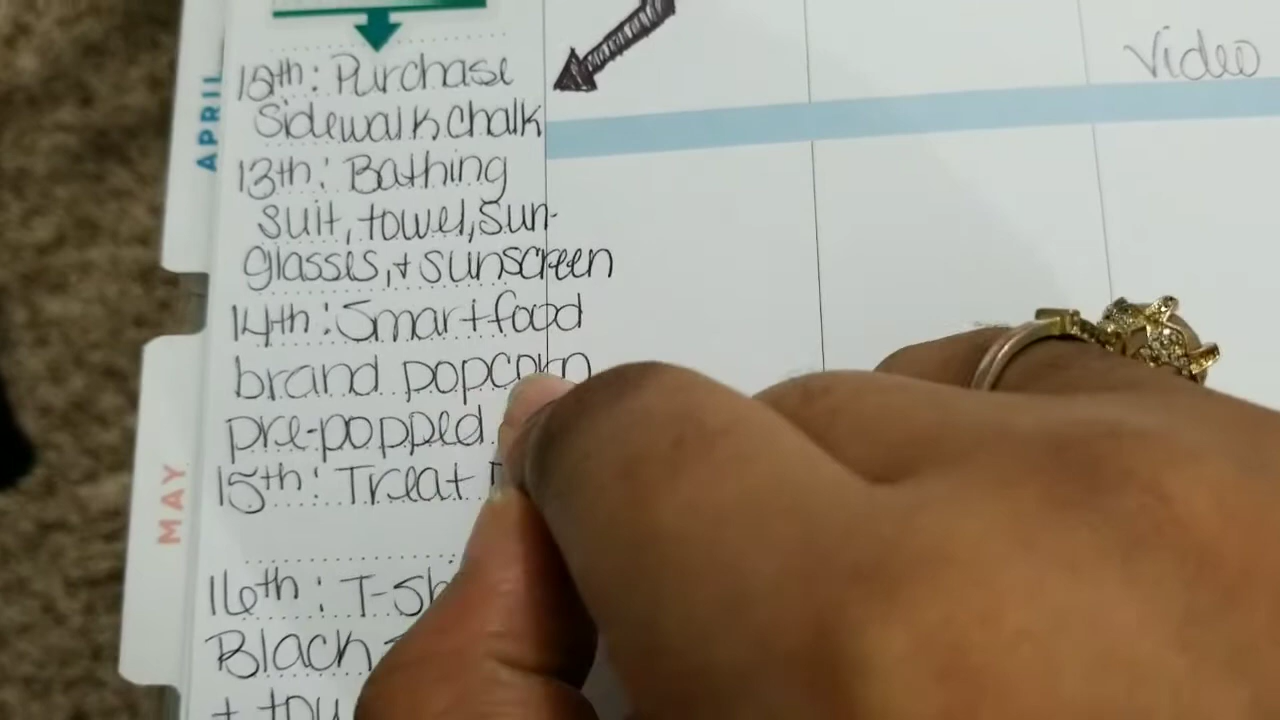 APRIL
MAY
Video
12th: Purchase
Sidewalk chalk
13th: Bathing
suit, towel, sun-
glasses, + sunscreen
14th: Smartfood
brand popcorn
pre-popped
15th: Treat
16th: T-Sh
Black
+ tou